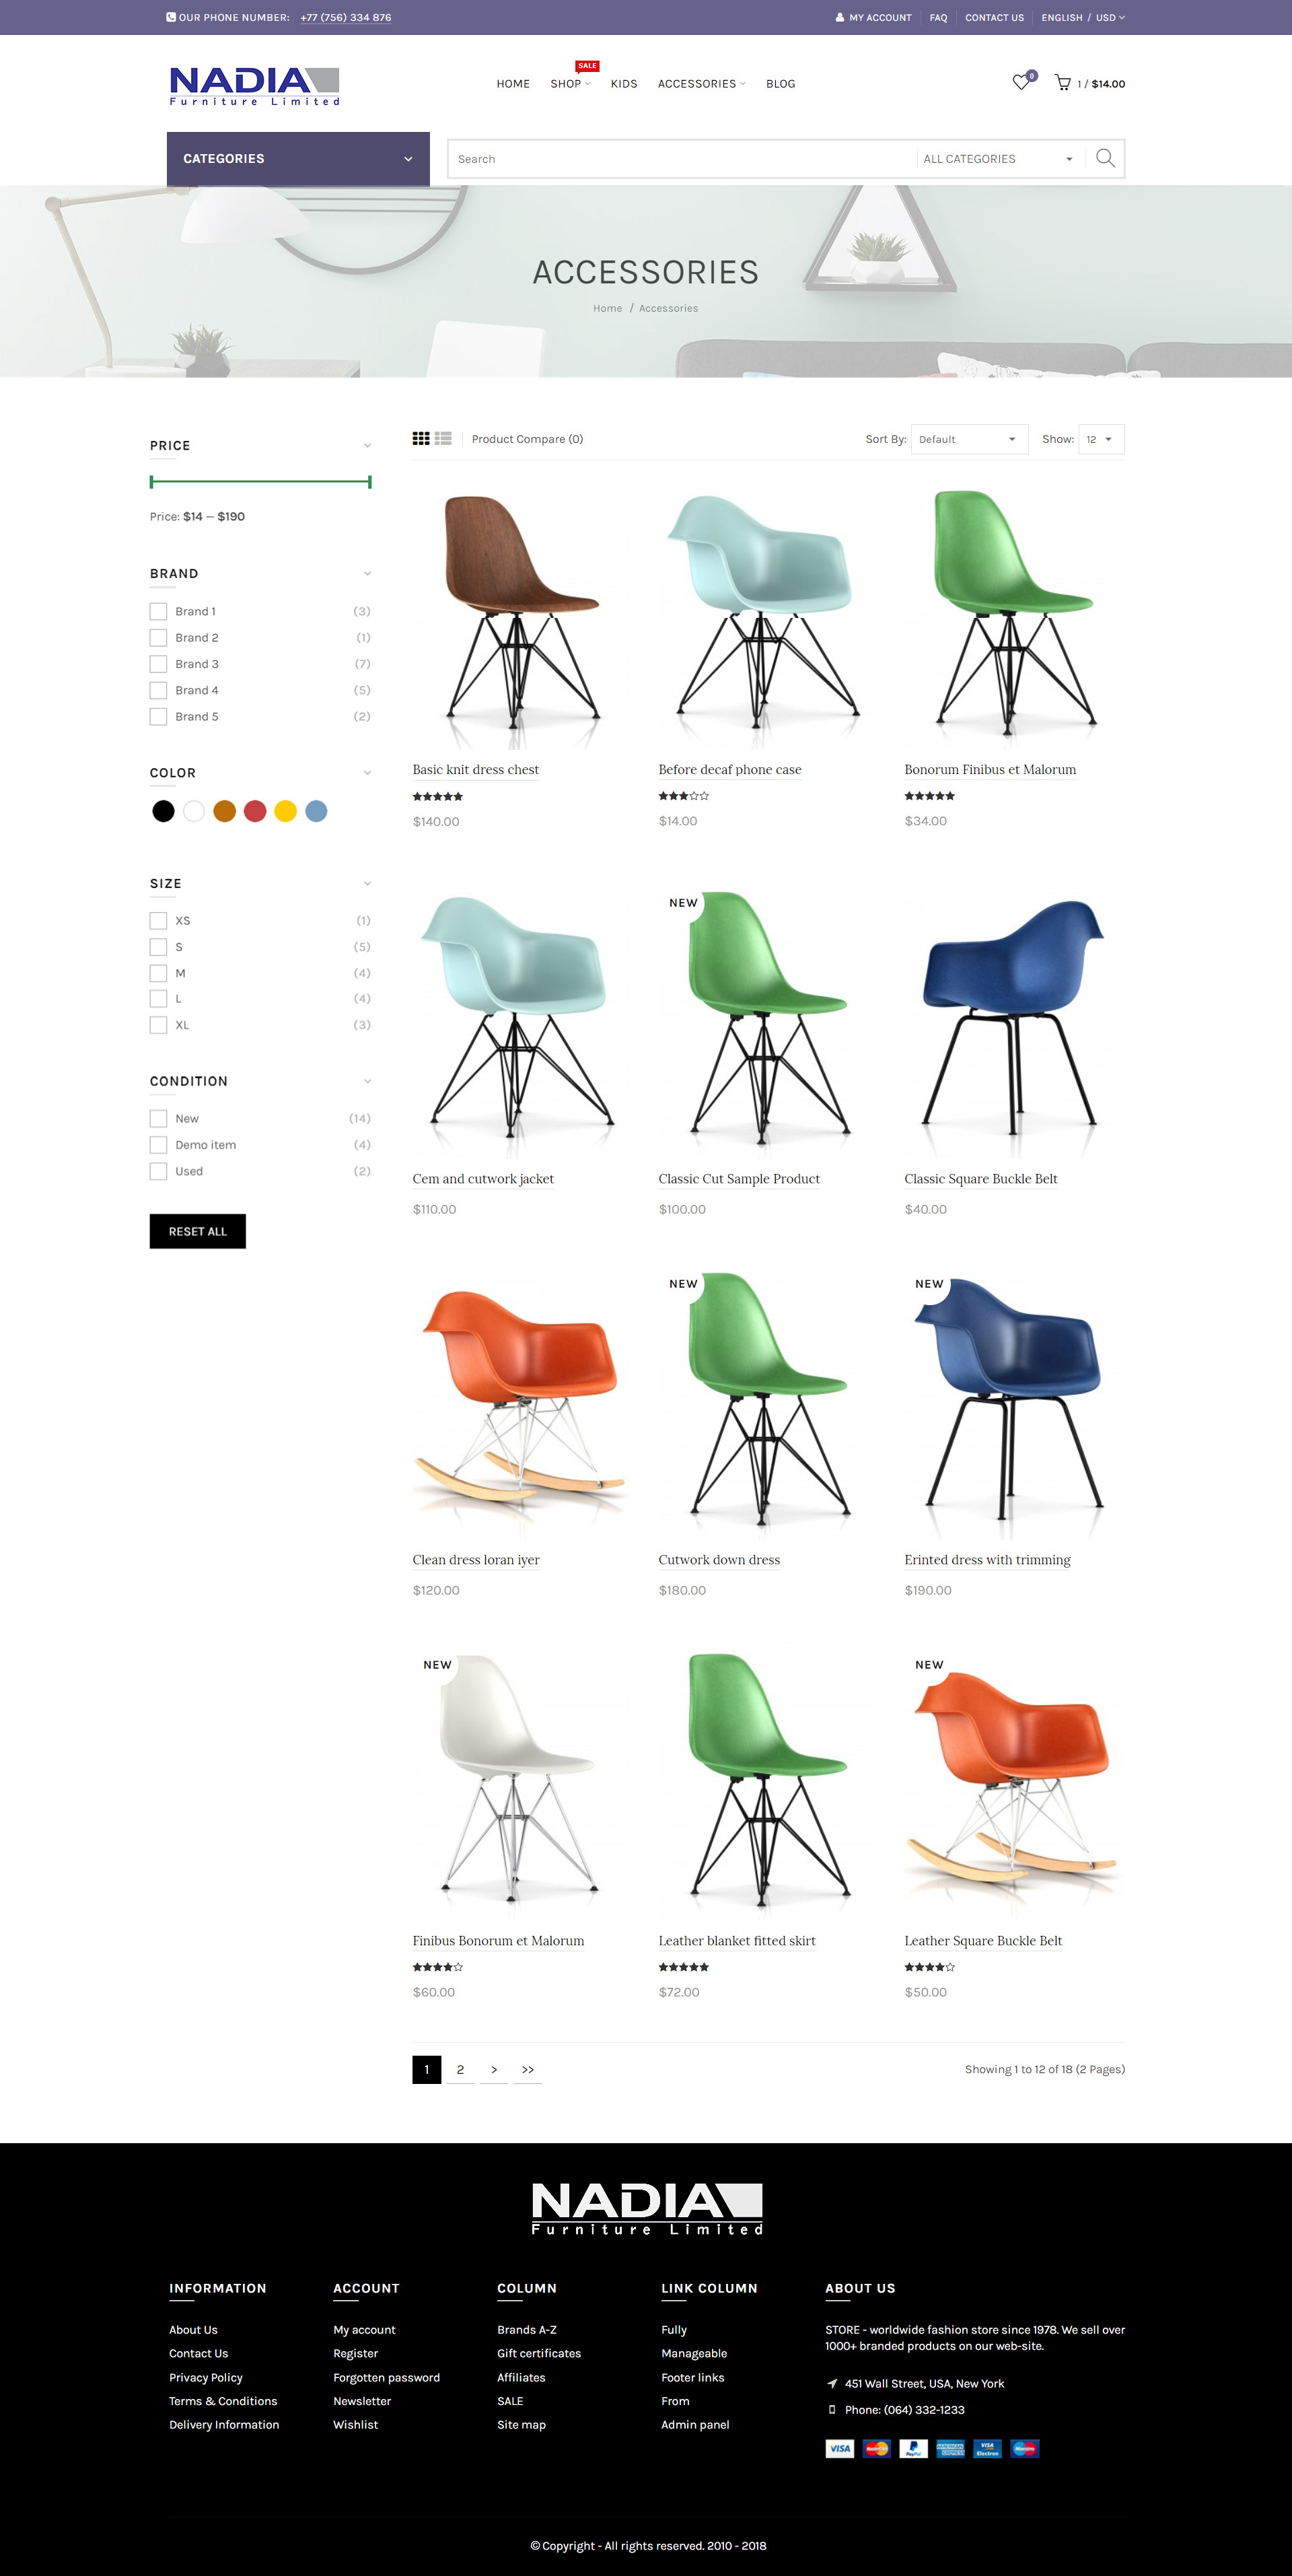 OUR PHONE NUMBER: +77 (756) 334 876
MY ACCOUNT FAQ CONTACT US ENGLISH / USD
NADIA
Furniture Limited
SALE
HOME SHOP KIDS ACCESSORIES BLOG
0
1 / $14.00
CATEGORIES
Search
ALL CATEGORIES
ACCESSORIES
Home / Accessories
PRICE
Price: $14 — $190
BRAND
Brand 1 (3)
Brand 2 (1)
Brand 3 (7)
Brand 4 (5)
Brand 5 (2)
COLOR
SIZE
XS (1)
S (5)
M (4)
L (4)
XL (3)
CONDITION
New (14)
Demo item (4)
Used (2)
RESET ALL
Product Compare (0)
Sort By: Default
Show: 12
Basic knit dress chest
$140.00
Before decaf phone case
$14.00
Bonorum Finibus et Malorum
$34.00
Cem and cutwork jacket
$110.00
NEW
Classic Cut Sample Product
$100.00
Classic Square Buckle Belt
$40.00
Clean dress loran iyer
$120.00
NEW
Cutwork down dress
$180.00
NEW
Erinted dress with trimming
$190.00
NEW
Finibus Bonorum et Malorum
$60.00
Leather blanket fitted skirt
$72.00
NEW
Leather Square Buckle Belt
$50.00
1 2 > >>
Showing 1 to 12 of 18 (2 Pages)
NADIA
Furniture Limited
INFORMATION
About Us
Contact Us
Privacy Policy
Terms & Conditions
Delivery Information
ACCOUNT
My account
Register
Forgotten password
Newsletter
Wishlist
COLUMN
Brands A-Z
Gift certificates
Affiliates
SALE
Site map
LINK COLUMN
Fully
Manageable
Footer links
From
Admin panel
ABOUT US
STORE - worldwide fashion store since 1978. We sell over
1000+ branded products on our web-site.
451 Wall Street, USA, New York
Phone: (064) 332-1233
VISA
MasterCard
PayPal
AMERICAN EXPRESS
VISA Electron
Maestro
© Copyright - All rights reserved. 2010 - 2018